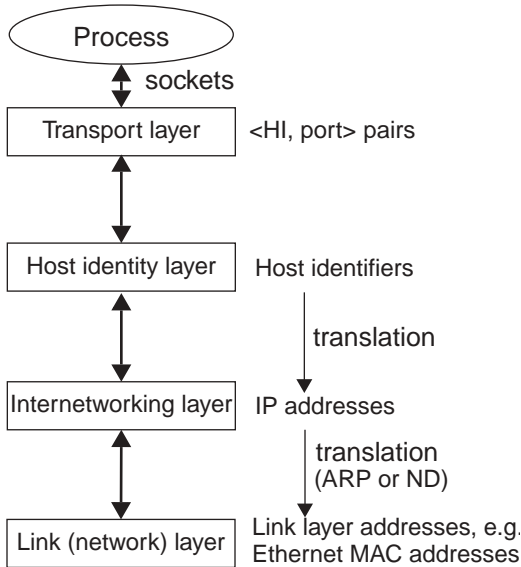 Process
sockets
Transport layer
<HI, port> pairs
Host identity layer
Host identifiers
translation
Internetworking layer
IP addresses
translation
(ARP or ND)
Link (network) layer
Link layer addresses, e.g.
Ethernet MAC addresses